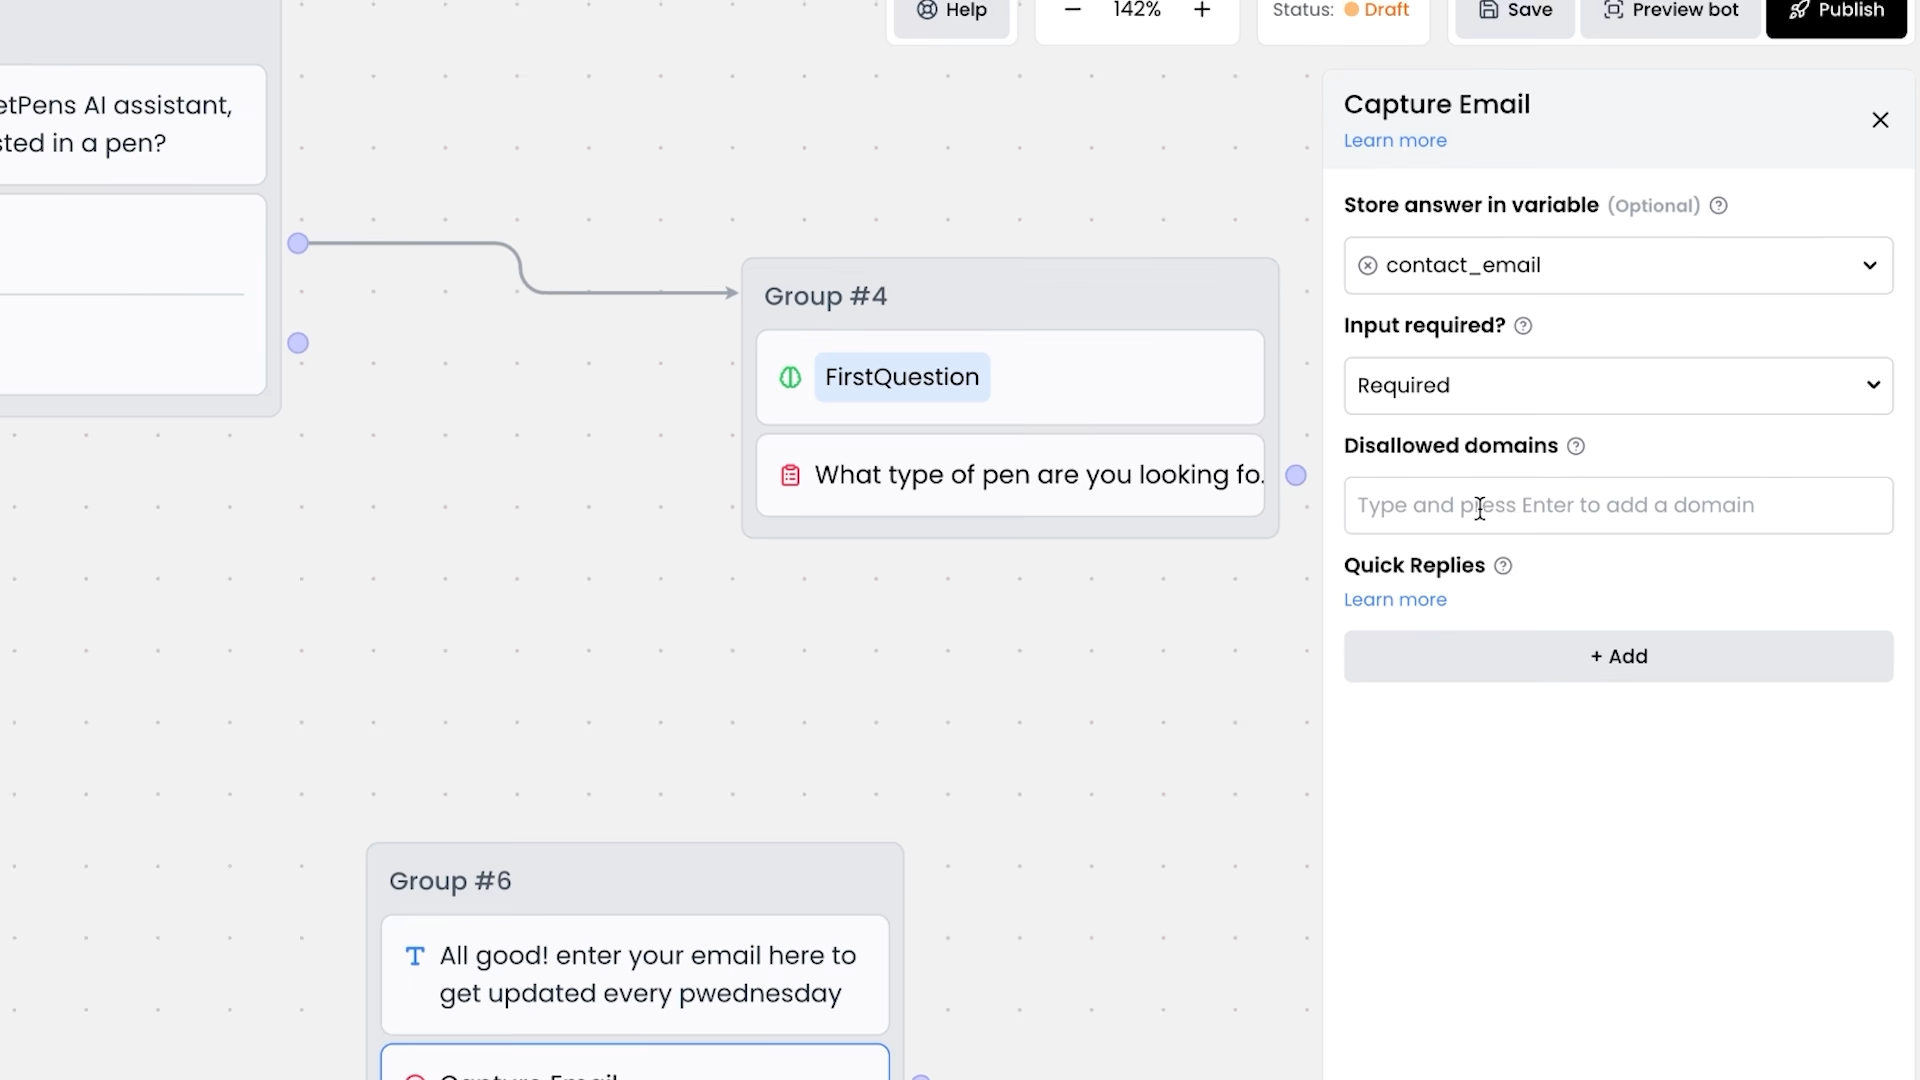 Help
142%
Status: Draft
Save
Preview bot
Publish
etPens AI assistant,
sted in a pen?
Group #4
FirstQuestion
What type of pen are you looking fo.
Group #6
All good! enter your email here to
get updated every pwednesday
Capture Email
Capture Email
Learn more
Store answer in variable (Optional)
contact_email
Input required?
Required
Disallowed domains
Type and press Enter to add a domain
Quick Replies
Learn more
+ Add